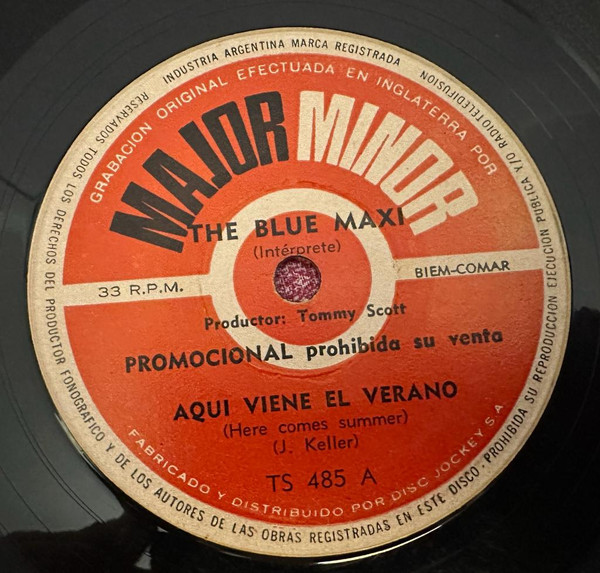 INDUSTRIA ARGENTINA MARCA REGISTRADA
RESERVADOS TODOS LOS DERECHOS DEL PRODUCTOR FONOGRAFICO Y DE LOS AUTORES DE LAS OBRAS REGISTRADAS EN ESTE DISCO · PROHIBIDA SU REPRODUCCION EJECUCION PUBLICA Y/O RADIO TELEDIFUSION
GRABACION ORIGINAL EFECTUADA EN INGLATERRA POR
MAJOR MINOR
THE BLUE MAXI
(Intérprete)
33 R.P.M.
BIEM-COMAR
Productor: Tommy Scott
PROMOCIONAL prohibida su venta
AQUI VIENE EL VERANO
(Here comes summer)
(J. Keller)
TS 485 A
FABRICADO Y DISTRIBUIDO POR DISC JOCKEY S.A